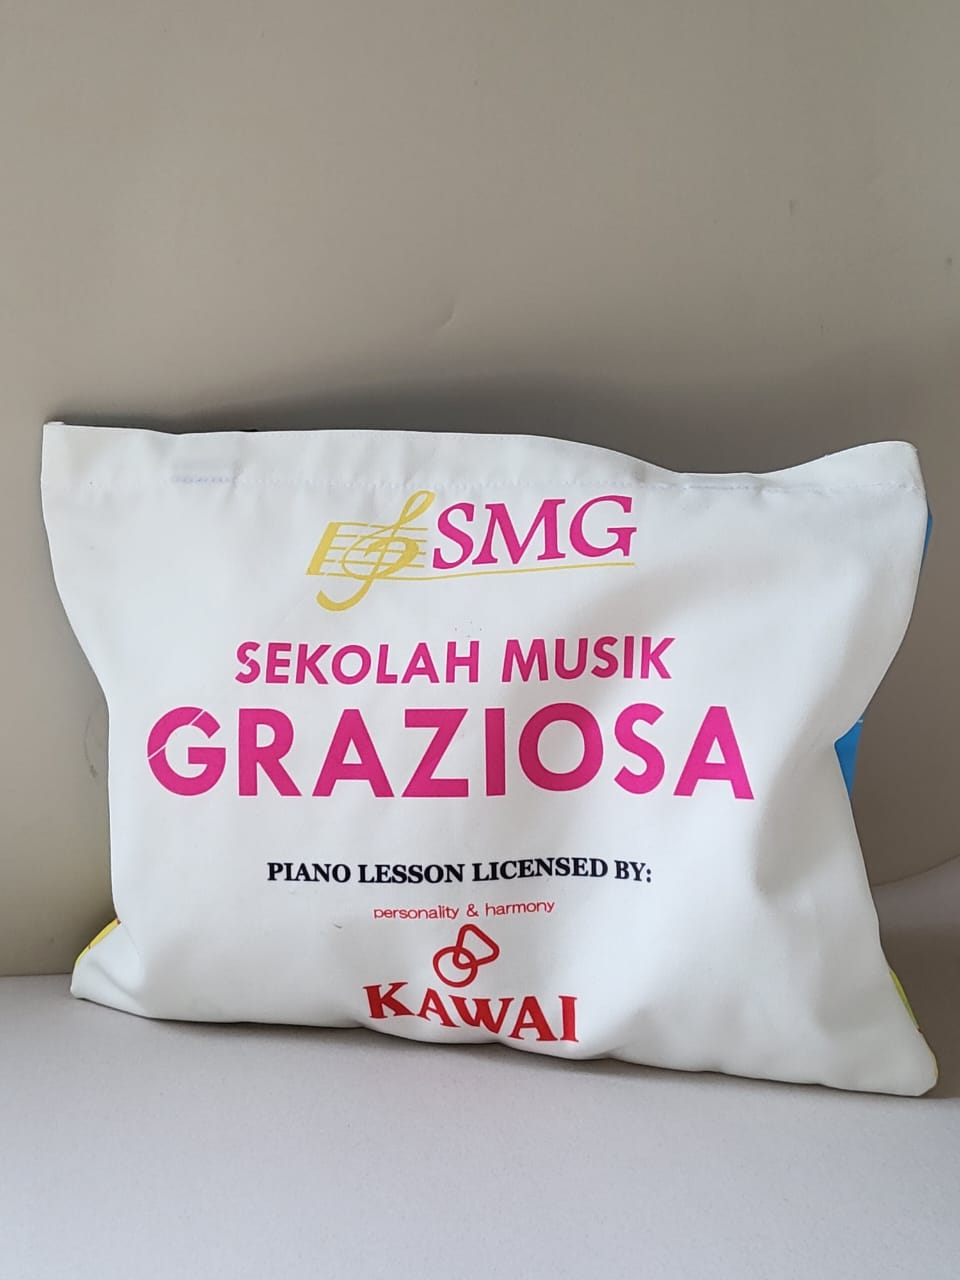 SMG
SEKOLAH MUSIK
GRAZIOSA
PIANO LESSON LICENSED BY:
personality & harmony
KAWAI